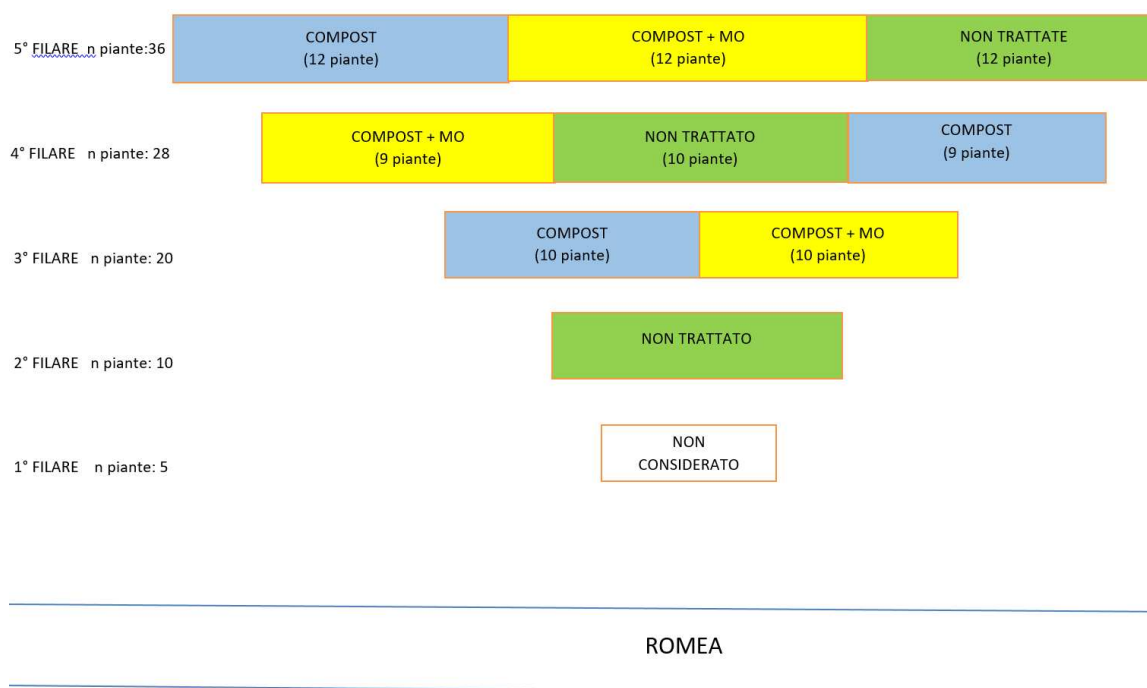 5° FILARE n piante:36
COMPOST
(12 piante)
COMPOST + MO
(12 piante)
NON TRATTATE
(12 piante)
4° FILARE n piante: 28
COMPOST + MO
(9 piante)
NON TRATTATO
(10 piante)
COMPOST
(9 piante)
3° FILARE n piante: 20
COMPOST
(10 piante)
COMPOST + MO
(10 piante)
2° FILARE n piante: 10
NON TRATTATO
1° FILARE n piante: 5
NON
CONSIDERATO
ROMEA